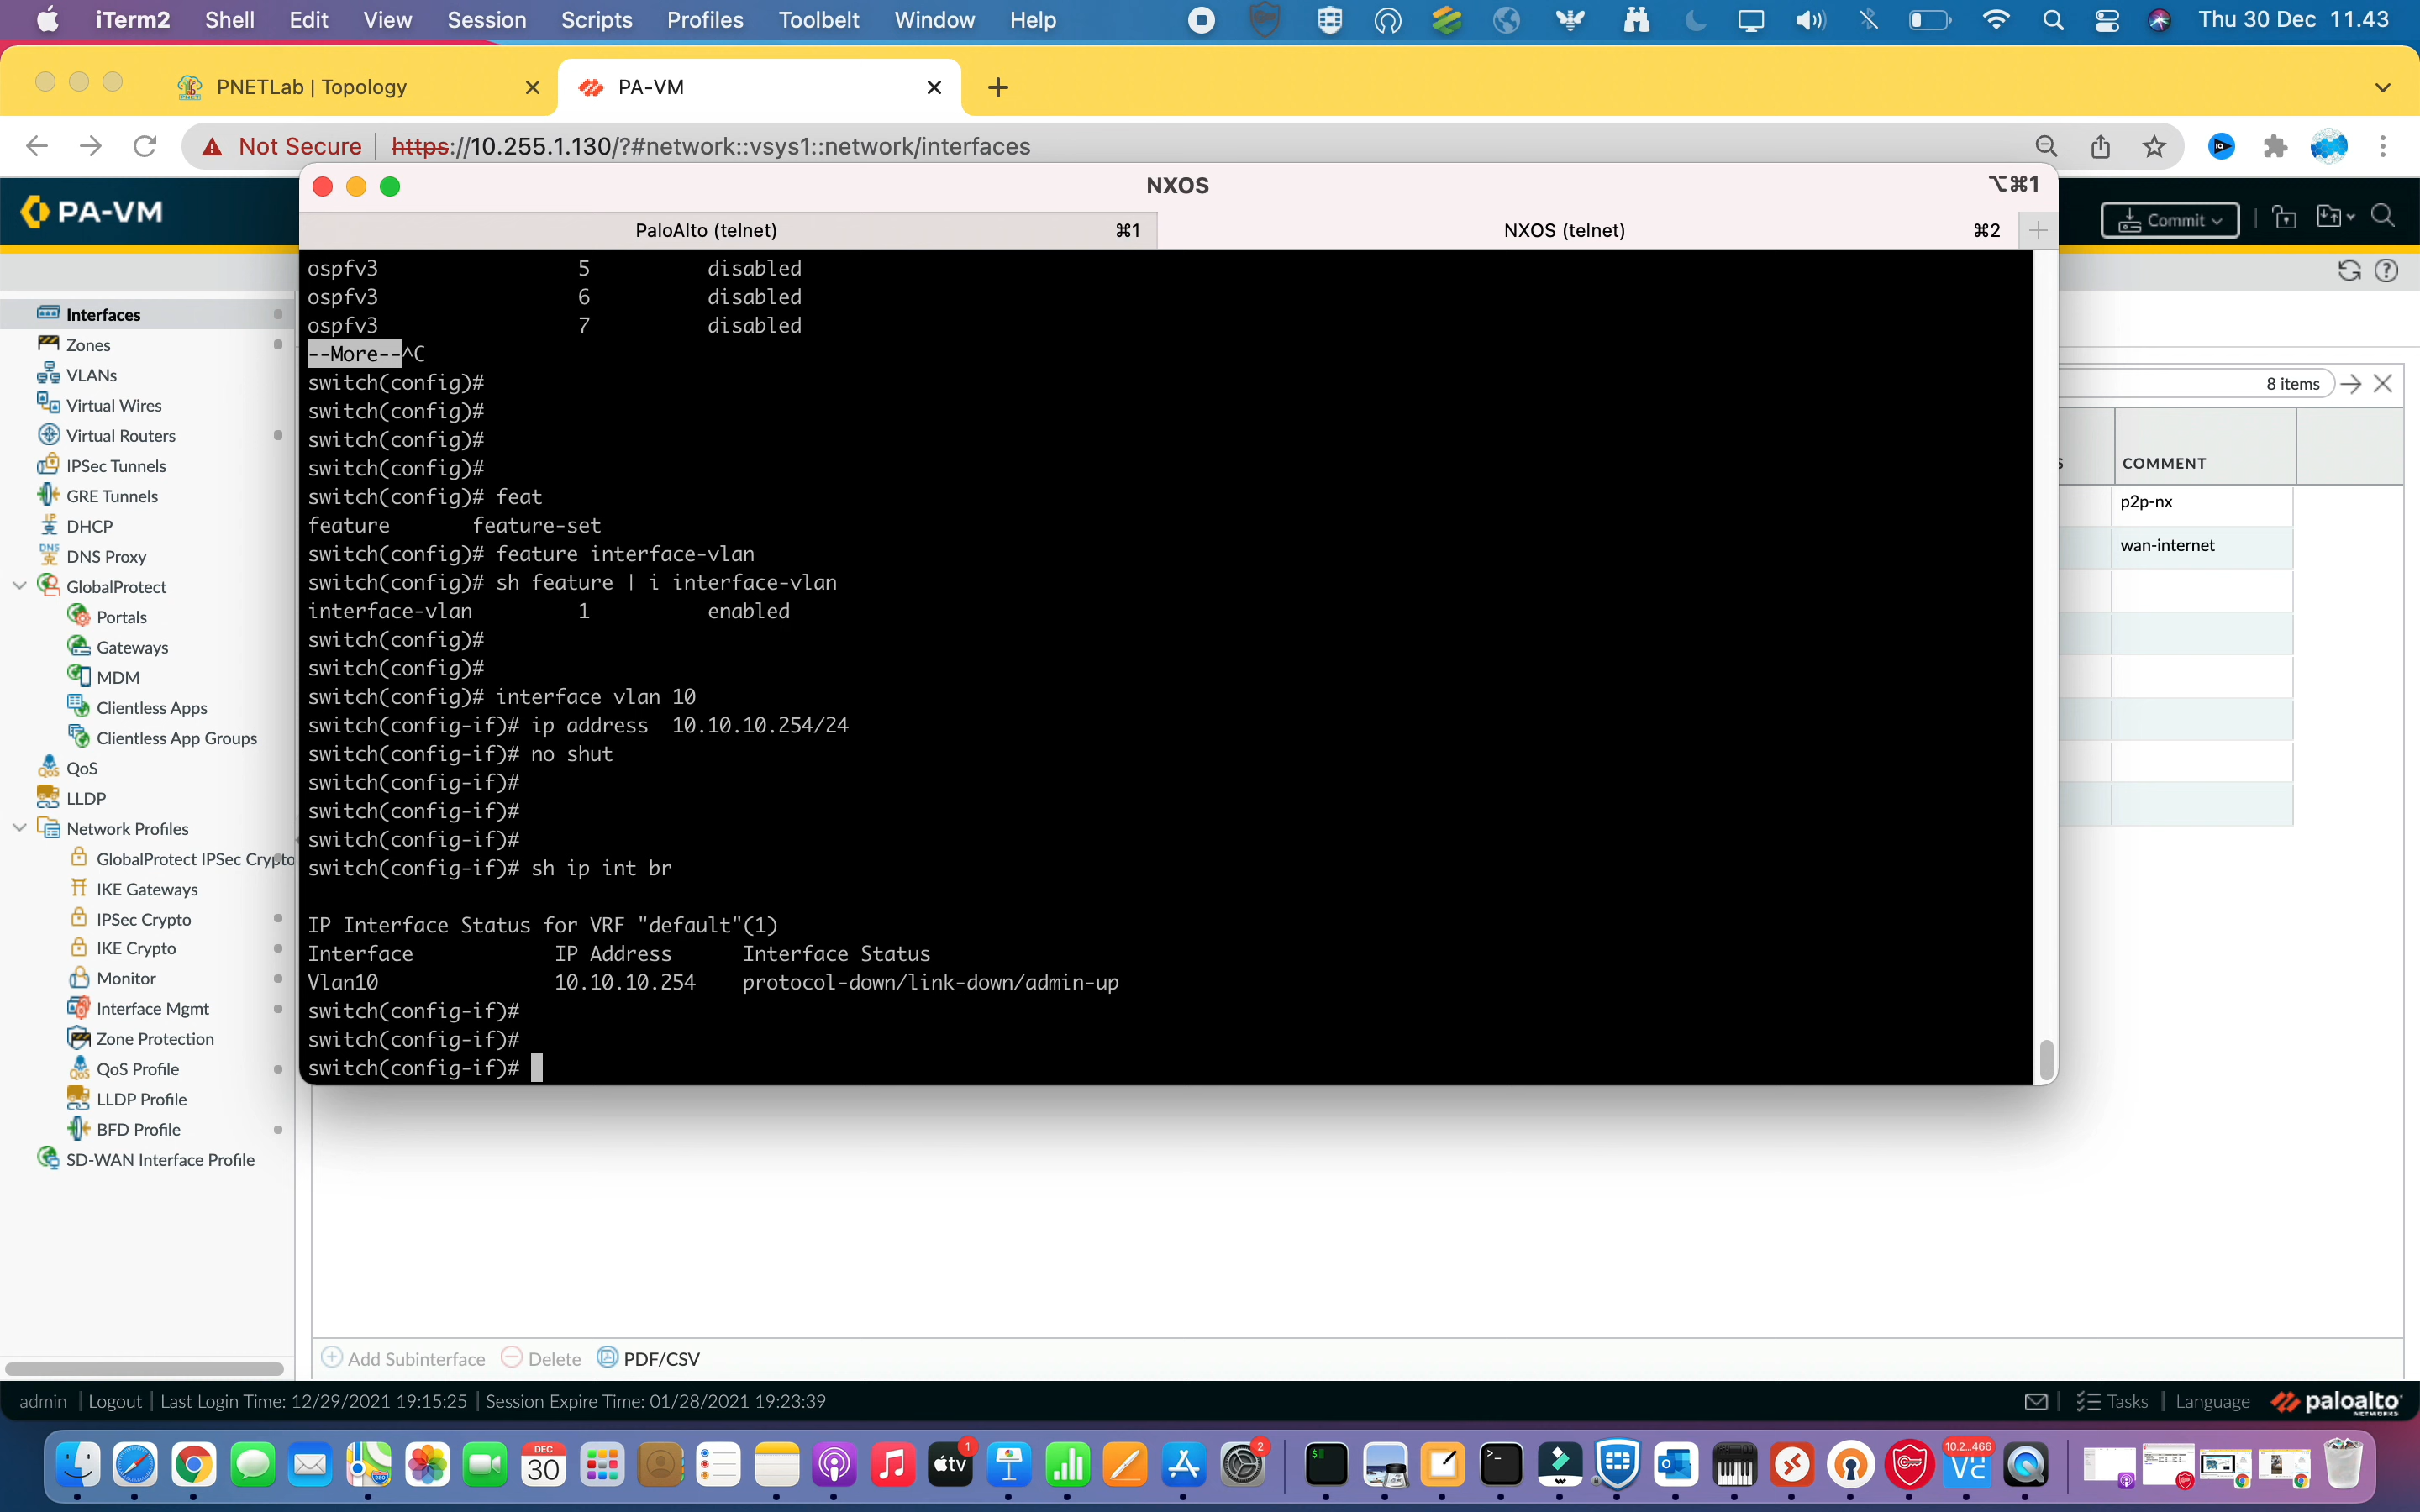 iTerm2 Shell Edit View Session Scripts Profiles Toolbelt Window Help Thu 30 Dec 11.43
PNETLab | Topology PA-VM
Not Secure https://10.255.1.130/?#network::vsys1::network/interfaces
PA-VM
NXOS ⌥⌘1
Commit
PaloAlto (telnet) ⌘1 NXOS (telnet) ⌘2
Interfaces
Zones
VLANs
Virtual Wires
Virtual Routers
IPSec Tunnels
GRE Tunnels
DHCP
DNS Proxy
GlobalProtect
Portals
Gateways
MDM
Clientless Apps
Clientless App Groups
QoS
LLDP
Network Profiles
GlobalProtect IPSec Crypto
IKE Gateways
IPSec Crypto
IKE Crypto
Monitor
Interface Mgmt
Zone Protection
QoS Profile
LLDP Profile
BFD Profile
SD-WAN Interface Profile
ospfv3 5 disabled
ospfv3 6 disabled
ospfv3 7 disabled
--More--^C
switch(config)#
switch(config)#
switch(config)#
switch(config)#
switch(config)# feat
feature feature-set
switch(config)# feature interface-vlan
switch(config)# sh feature | i interface-vlan
interface-vlan 1 enabled
switch(config)#
switch(config)#
switch(config)# interface vlan 10
switch(config-if)# ip address 10.10.10.254/24
switch(config-if)# no shut
switch(config-if)#
switch(config-if)#
switch(config-if)#
switch(config-if)# sh ip int br
IP Interface Status for VRF "default"(1)
Interface IP Address Interface Status
Vlan10 10.10.10.254 protocol-down/link-down/admin-up
switch(config-if)#
switch(config-if)#
switch(config-if)#
8 items
S COMMENT
p2p-nx
wan-internet
Add Subinterface Delete PDF/CSV
admin | Logout | Last Login Time: 12/29/2021 19:15:25 | Session Expire Time: 01/28/2021 19:23:39
Tasks | Language paloalto NETWORKS
DEC
30
tv
1
2
10.2...466